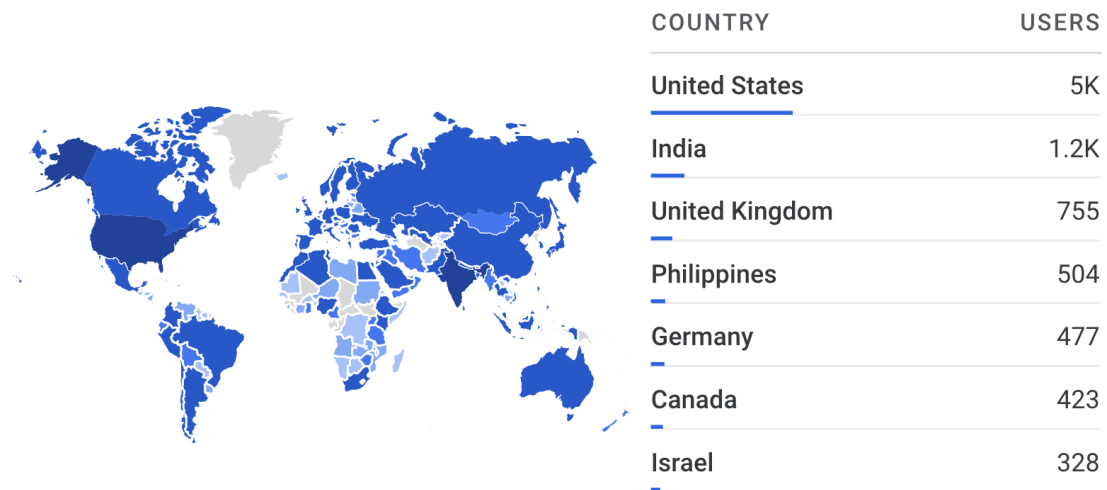 COUNTRY USERS
United States 5K
India 1.2K
United Kingdom 755
Philippines 504
Germany 477
Canada 423
Israel 328